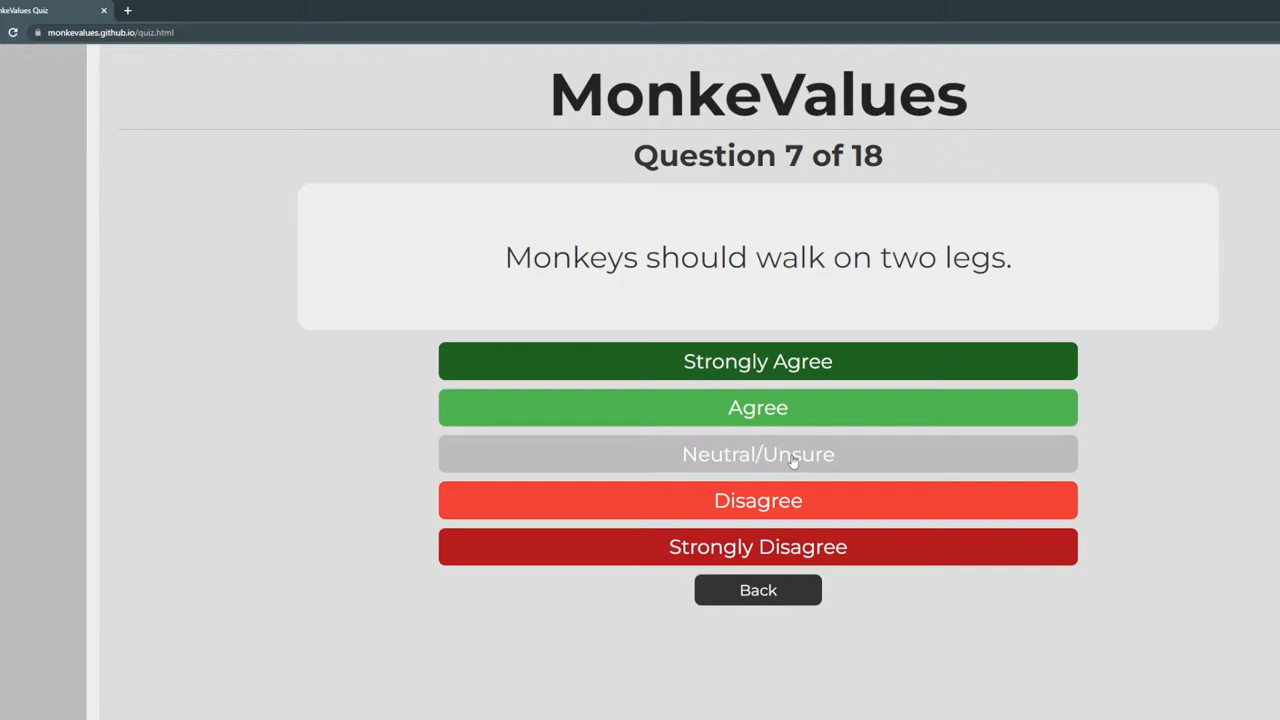 keValues Quiz
monkevalues.github.io/quiz.html
MonkeValues
Question 7 of 18
Monkeys should walk on two legs.
Strongly Agree
Agree
Neutral/Unsure
Disagree
Strongly Disagree
Back